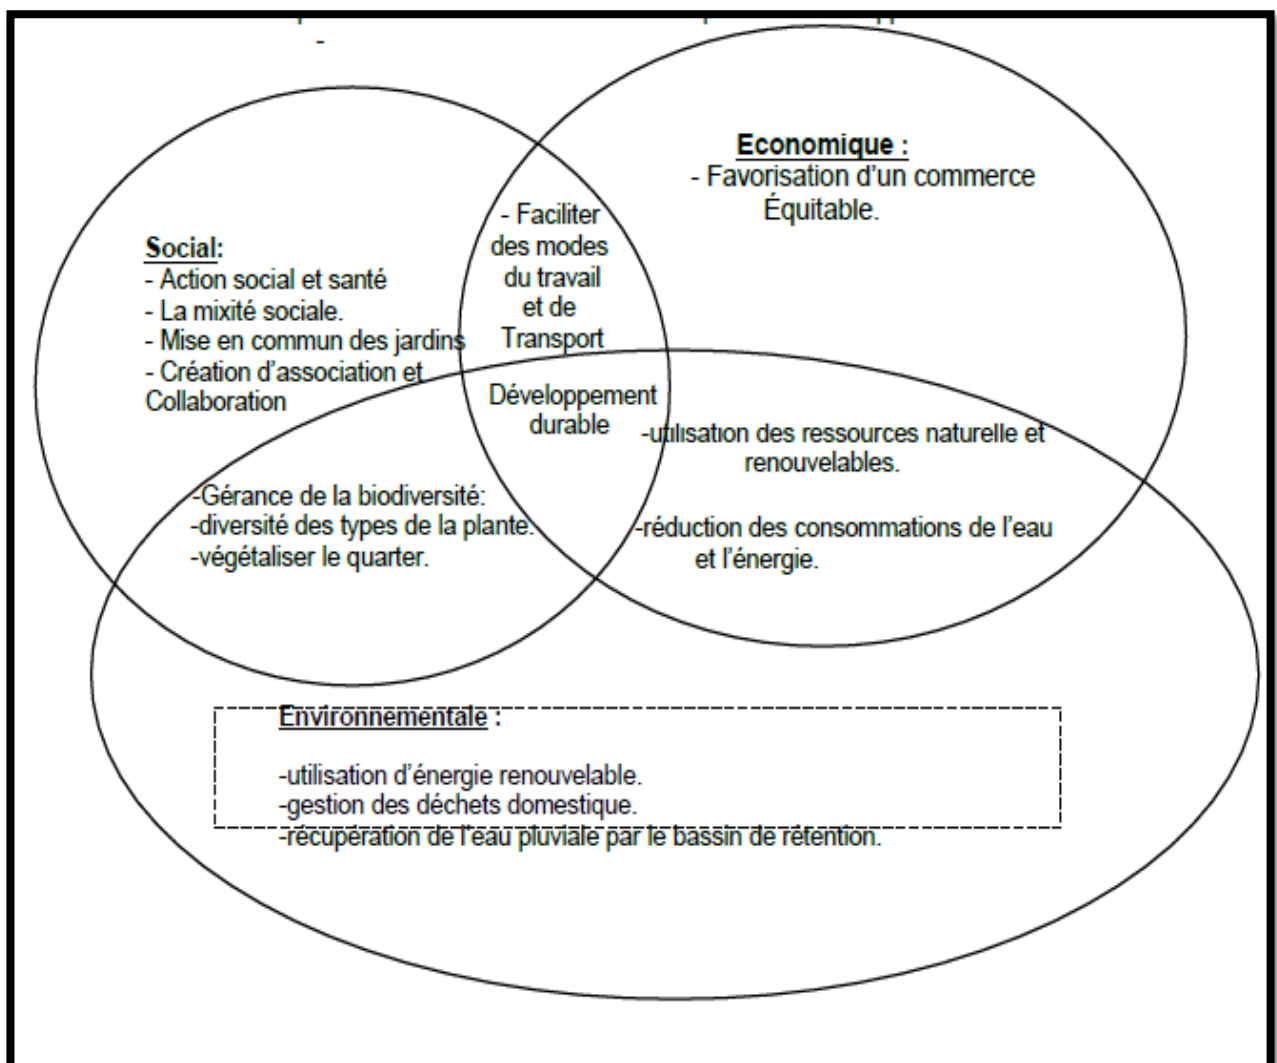 -
Economique :
- Favorisation d'un commerce
Équitable.
- Faciliter
des modes
du travail
et de
Transport
Social:
- Action social et santé
- La mixité sociale.
- Mise en commun des jardins
- Création d'association et
Collaboration
Développement
durable
-utilisation des ressources naturelle et
renouvelables.
-Gérance de la biodiversité:
-diversité des types de la plante.
-végétaliser le quarter.
-réduction des consommations de l'eau
et l'énergie.
Environnementale :
-utilisation d'énergie renouvelable.
-gestion des déchets domestique.
-récupération de l'eau pluviale par le bassin de rétention.